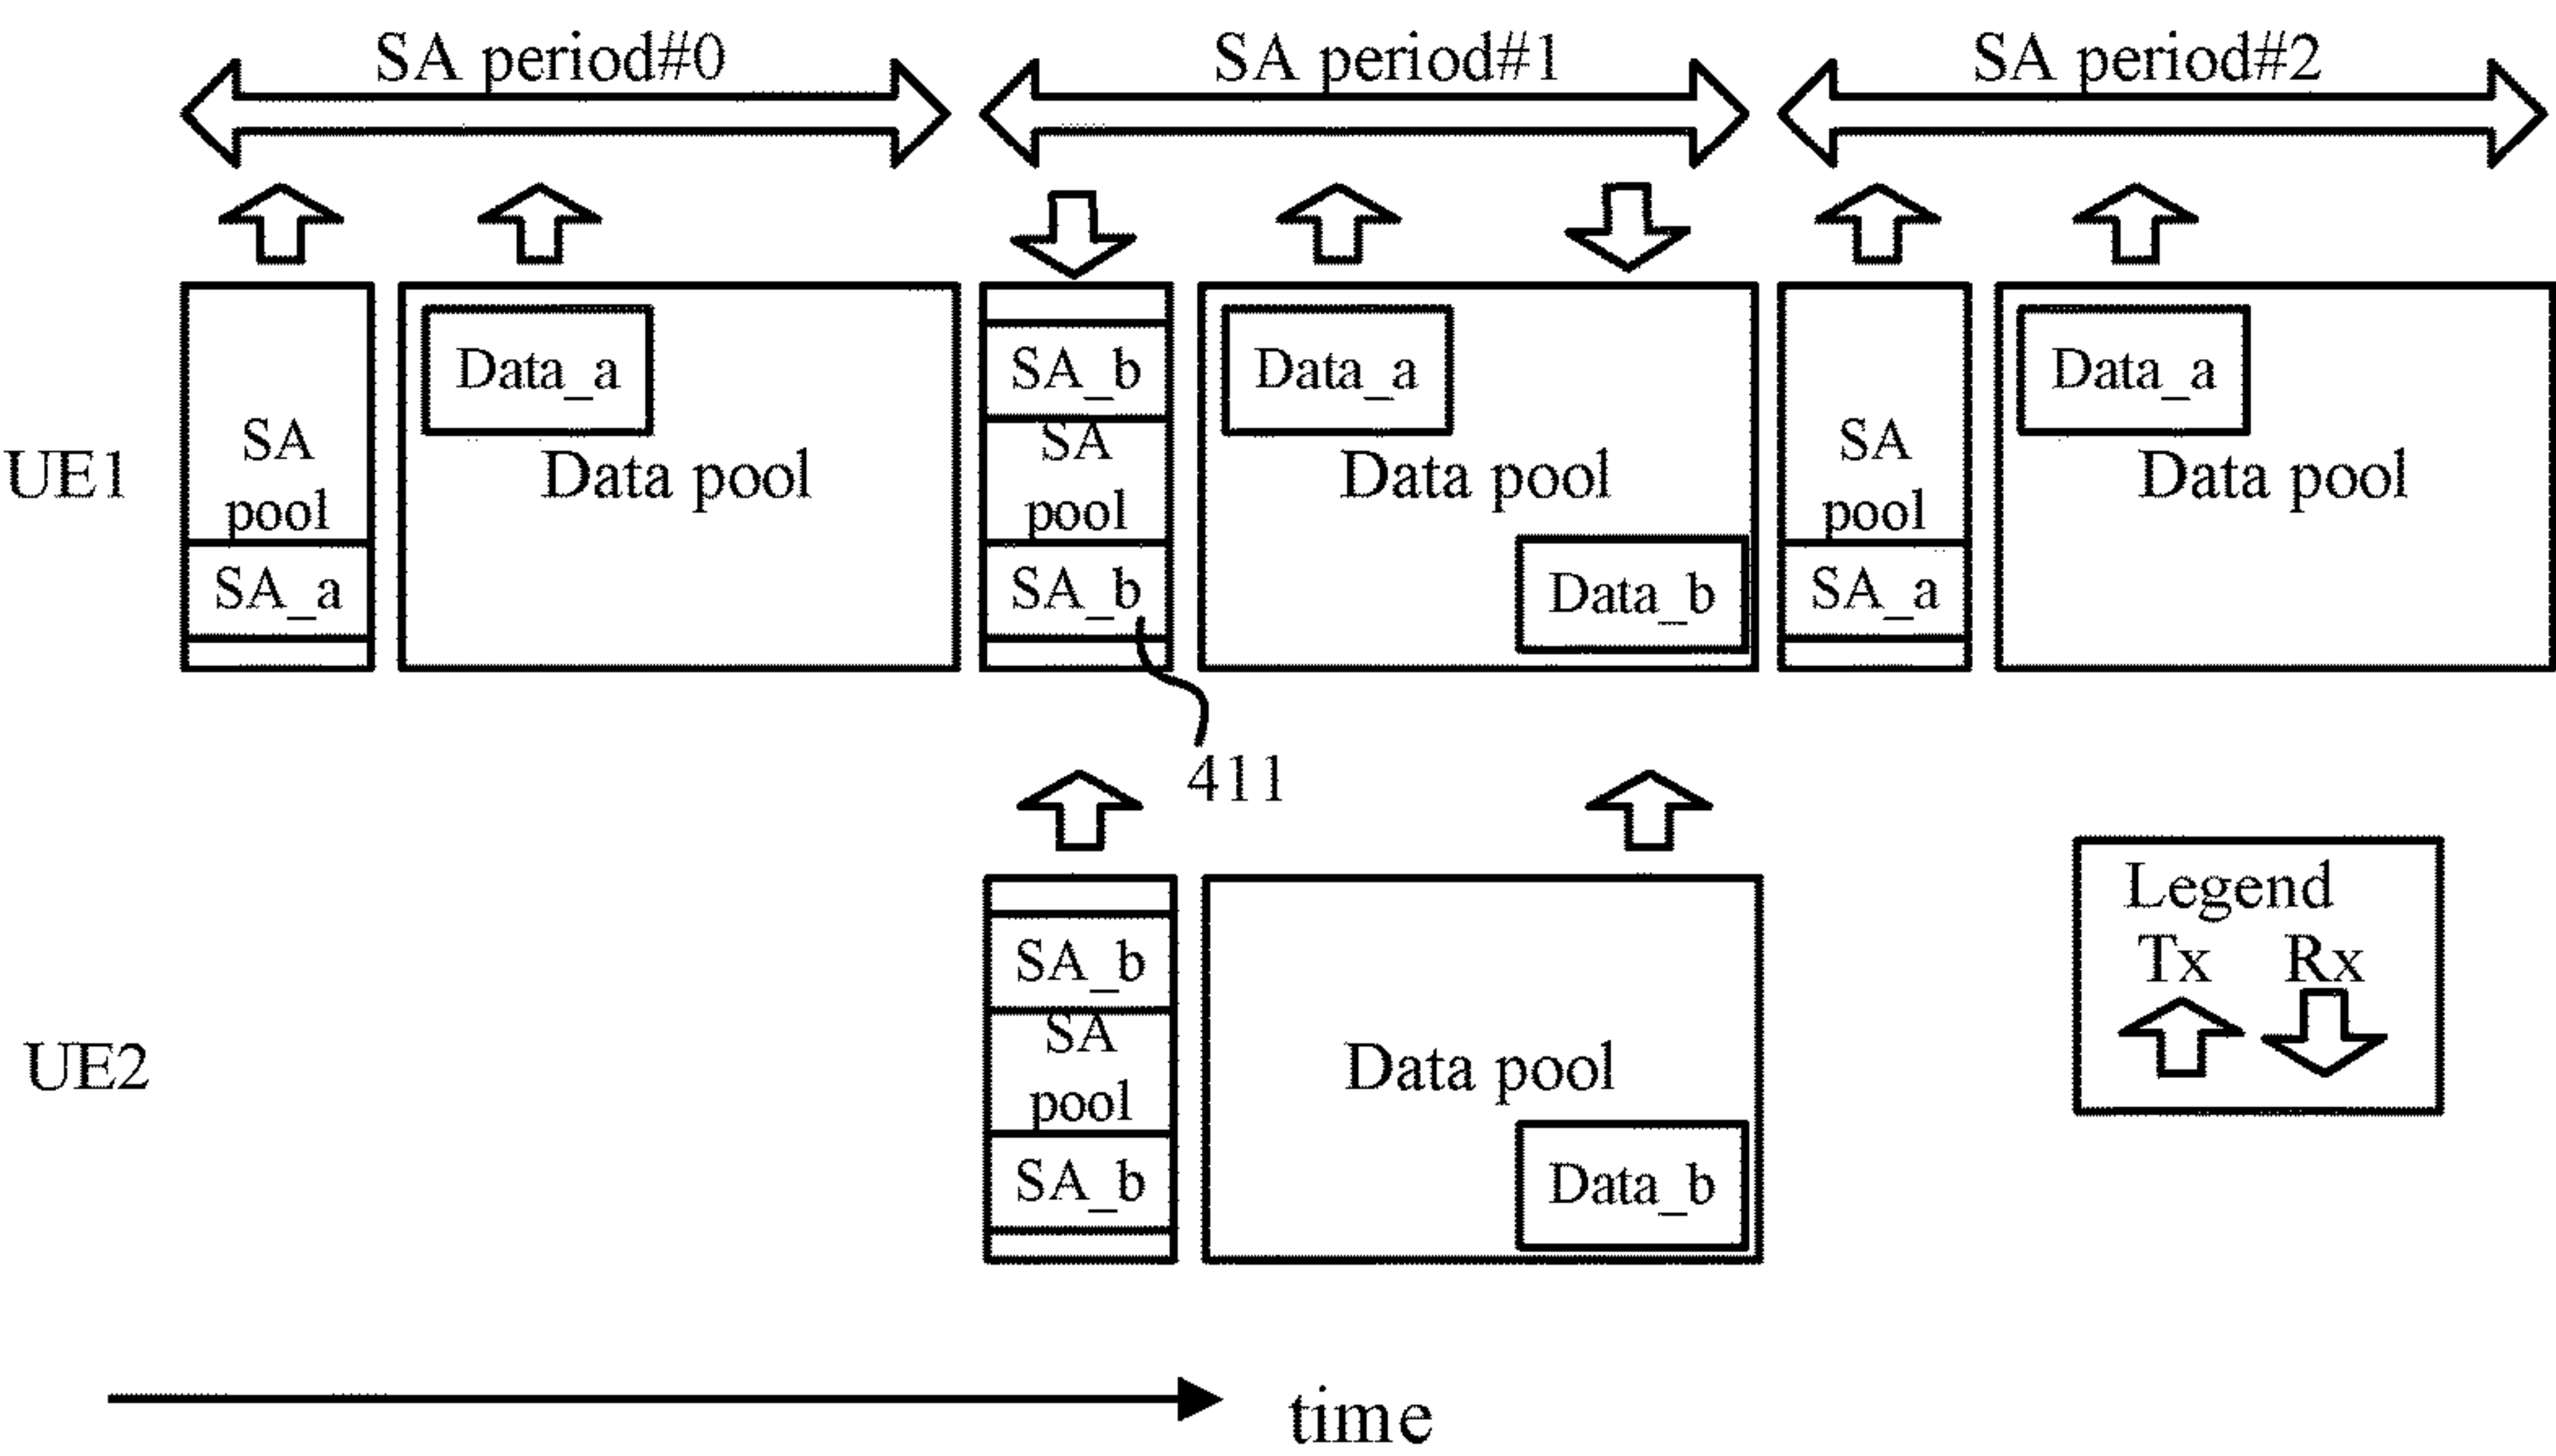 SA period#0
SA period#1
SA period#2
UE1
SA
pool
SA_a
Data_a
Data pool
SA_b
SA
pool
SA_b
Data_a
Data pool
Data_b
SA
pool
SA_a
Data_a
Data pool
411
UE2
SA_b
SA
pool
SA_b
Data pool
Data_b
Legend
Tx Rx
time